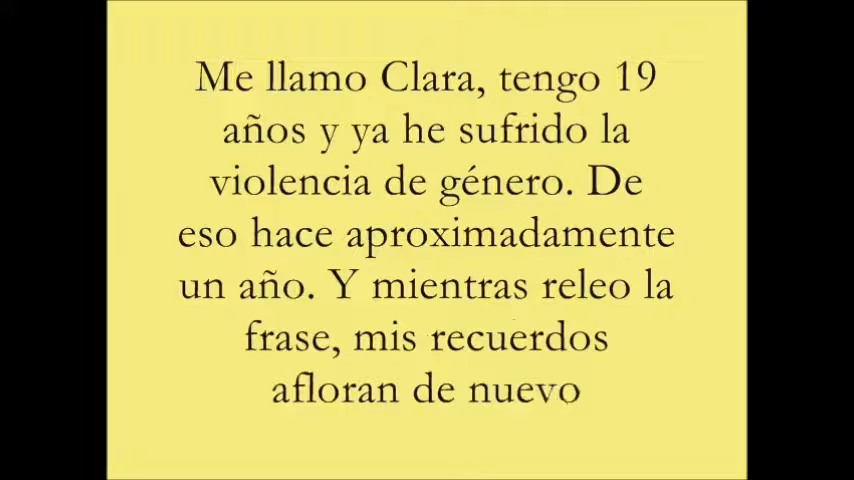 Me llamo Clara, tengo 19
años y ya he sufrido la
violencia de género. De
eso hace aproximadamente
un año. Y mientras releo la
frase, mis recuerdos
afloran de nuevo